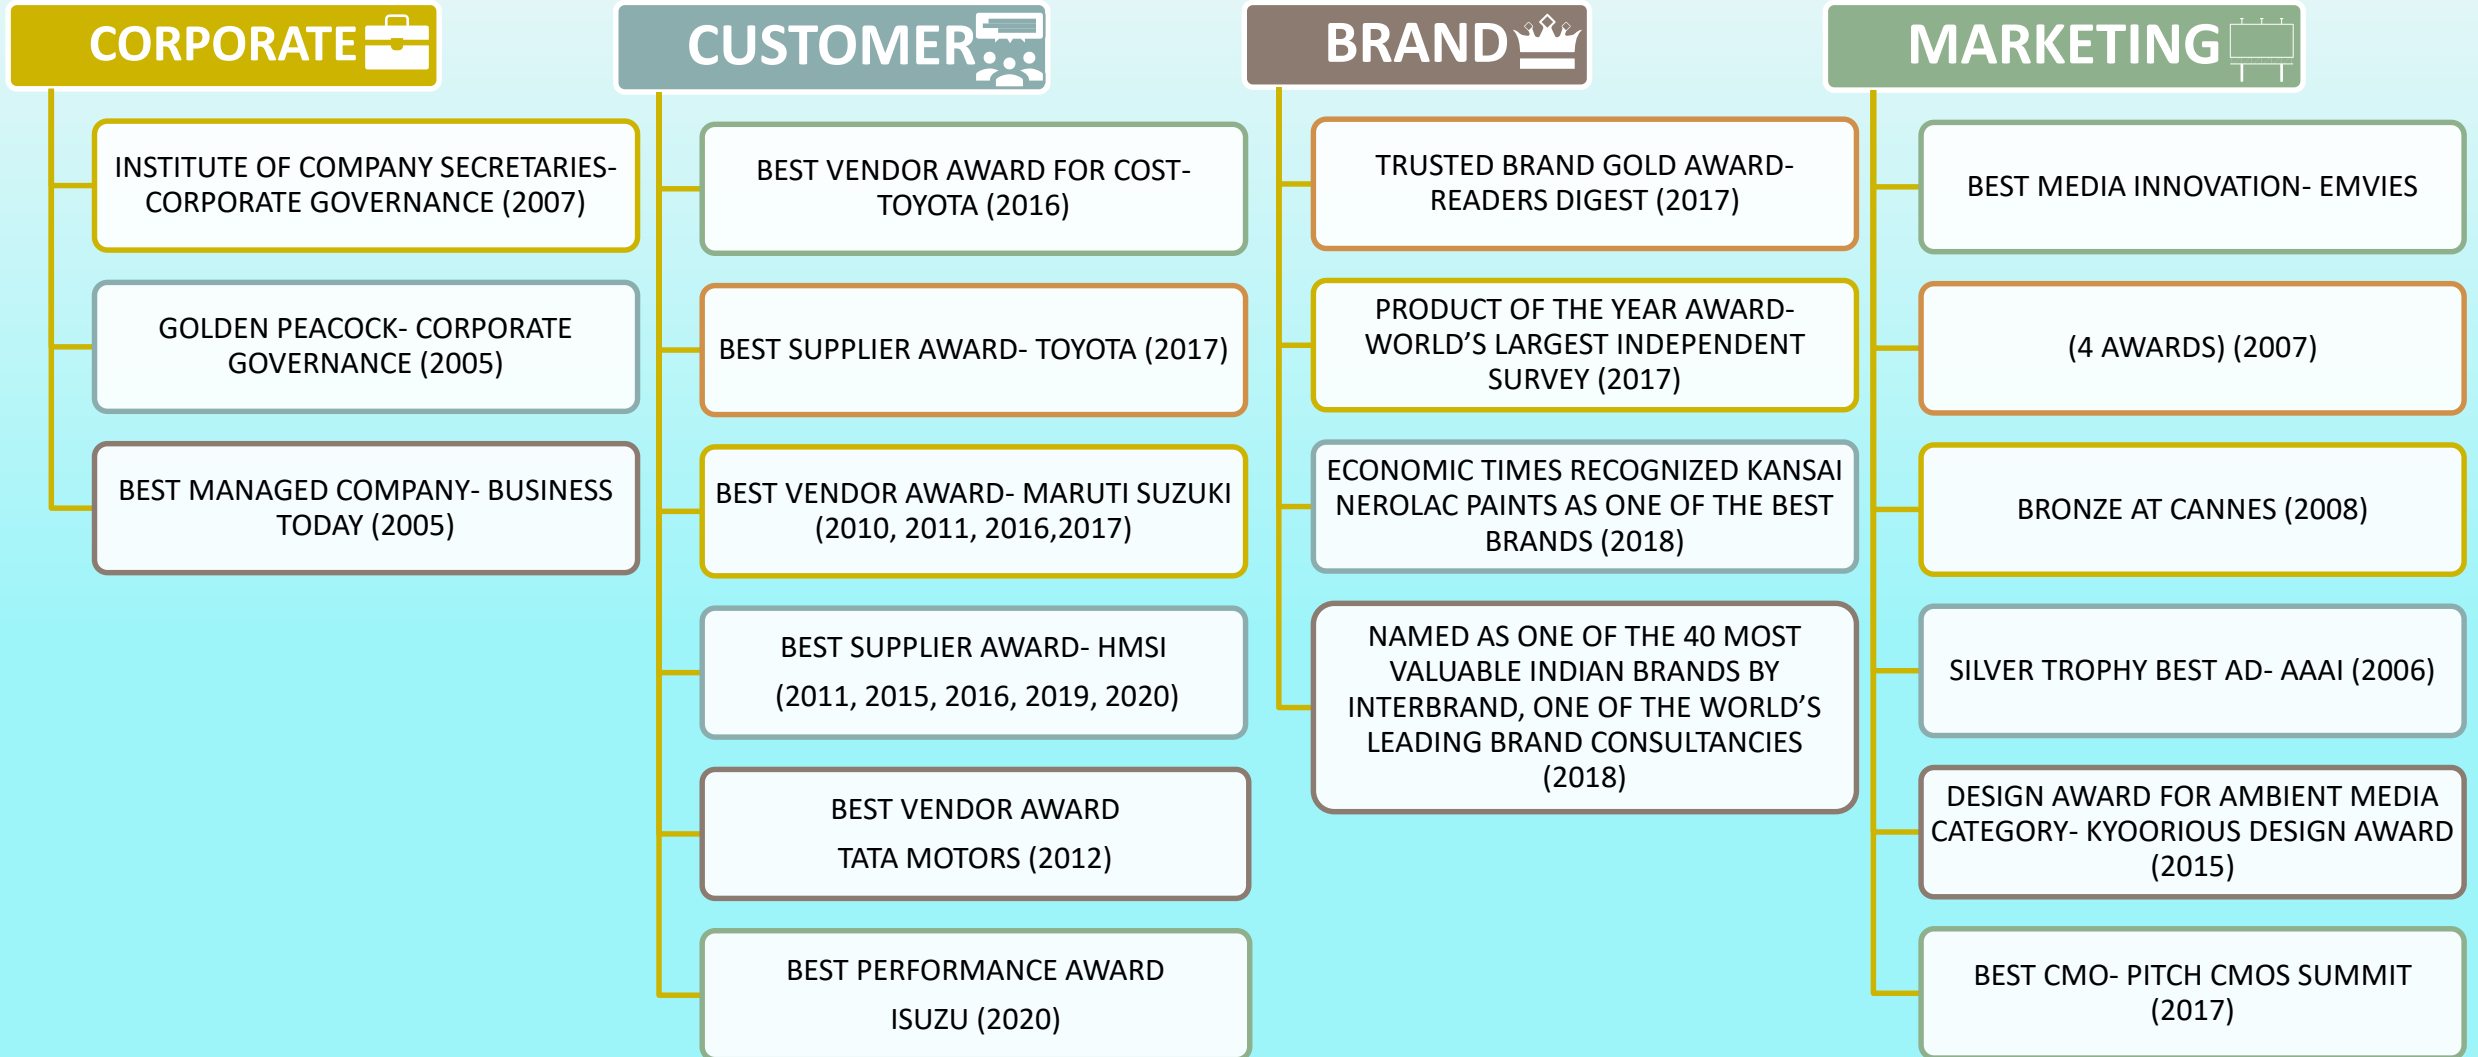 CORPORATE
INSTITUTE OF COMPANY SECRETARIES-
CORPORATE GOVERNANCE (2007)
GOLDEN PEACOCK- CORPORATE
GOVERNANCE (2005)
BEST MANAGED COMPANY- BUSINESS
TODAY (2005)
CUSTOMER
BEST VENDOR AWARD FOR COST-
TOYOTA (2016)
BEST SUPPLIER AWARD- TOYOTA (2017)
BEST VENDOR AWARD- MARUTI SUZUKI
(2010, 2011, 2016,2017)
BEST SUPPLIER AWARD- HMSI
(2011, 2015, 2016, 2019, 2020)
BEST VENDOR AWARD
TATA MOTORS (2012)
BEST PERFORMANCE AWARD
ISUZU (2020)
BRAND
TRUSTED BRAND GOLD AWARD-
READERS DIGEST (2017)
PRODUCT OF THE YEAR AWARD-
WORLD’S LARGEST INDEPENDENT
SURVEY (2017)
ECONOMIC TIMES RECOGNIZED KANSAI
NEROLAC PAINTS AS ONE OF THE BEST
BRANDS (2018)
NAMED AS ONE OF THE 40 MOST
VALUABLE INDIAN BRANDS BY
INTERBRAND, ONE OF THE WORLD’S
LEADING BRAND CONSULTANCIES
(2018)
MARKETING
BEST MEDIA INNOVATION- EMVIES
(4 AWARDS) (2007)
BRONZE AT CANNES (2008)
SILVER TROPHY BEST AD- AAAI (2006)
DESIGN AWARD FOR AMBIENT MEDIA
CATEGORY- KYOORIOUS DESIGN AWARD
(2015)
BEST CMO- PITCH CMOS SUMMIT
(2017)